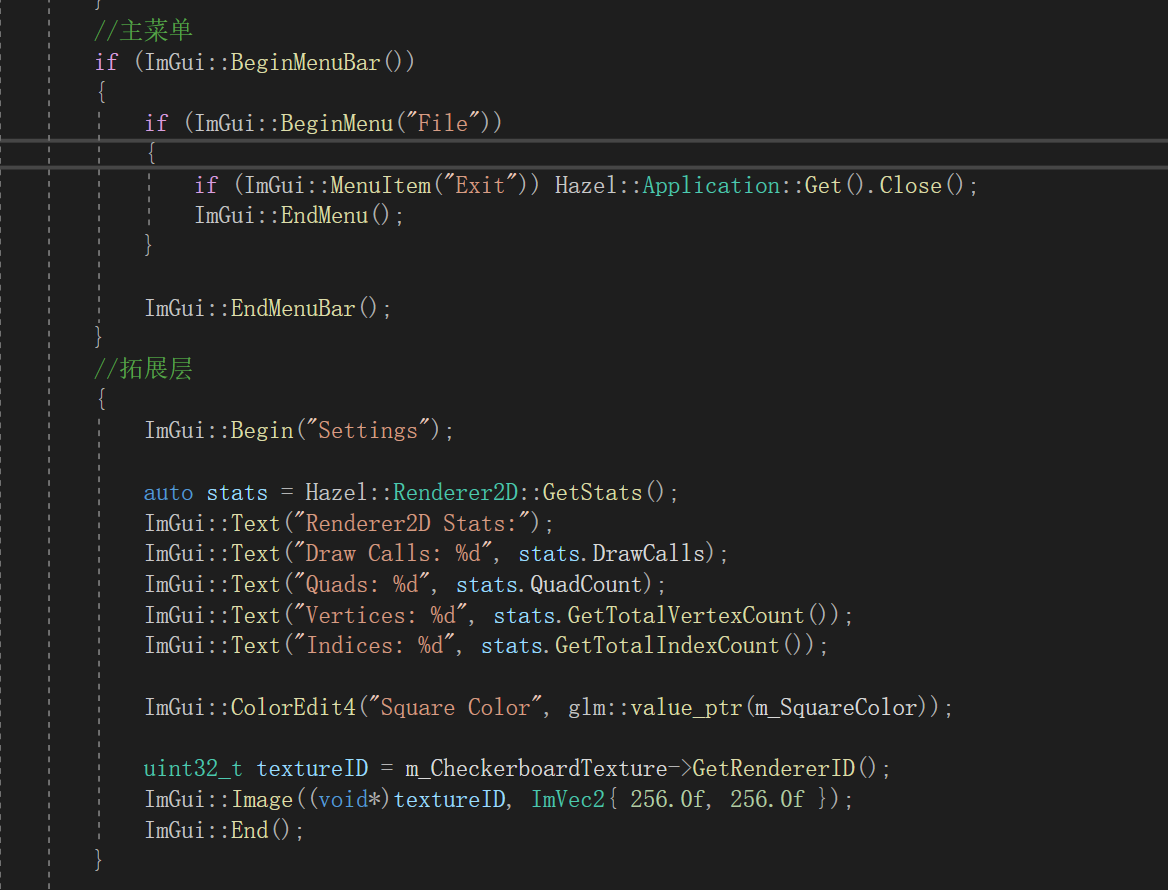 }
//主菜单
if (ImGui::BeginMenuBar())
{
if (ImGui::BeginMenu("File"))
{
if (ImGui::MenuItem("Exit")) Hazel::Application::Get().Close();
ImGui::EndMenu();
}
ImGui::EndMenuBar();
}
//拓展层
{
ImGui::Begin("Settings");
auto stats = Hazel::Renderer2D::GetStats();
ImGui::Text("Renderer2D Stats:");
ImGui::Text("Draw Calls: %d", stats.DrawCalls);
ImGui::Text("Quads: %d", stats.QuadCount);
ImGui::Text("Vertices: %d", stats.GetTotalVertexCount());
ImGui::Text("Indices: %d", stats.GetTotalIndexCount());
ImGui::ColorEdit4("Square Color", glm::value_ptr(m_SquareColor));
uint32_t textureID = m_CheckerboardTexture->GetRendererID();
ImGui::Image((void*)textureID, ImVec2{ 256.0f, 256.0f });
ImGui::End();
}